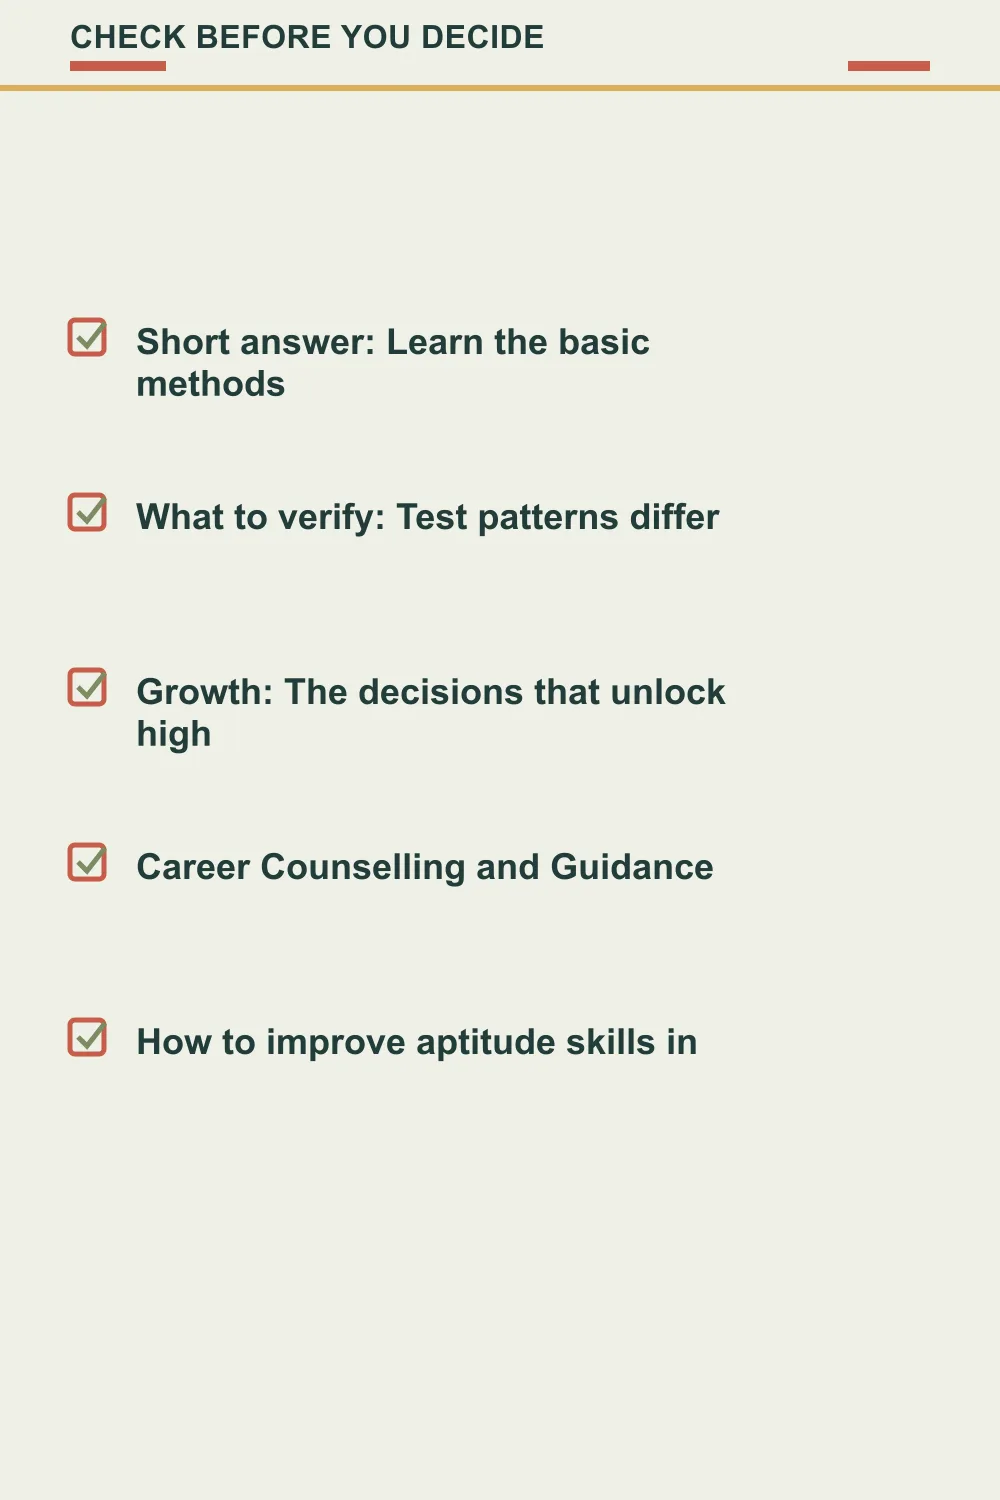 CHECK BEFORE YOU DECIDE
Short answer: Learn the basic
methods
What to verify: Test patterns differ
Growth: The decisions that unlock
high
Career Counselling and Guidance
How to improve aptitude skills in